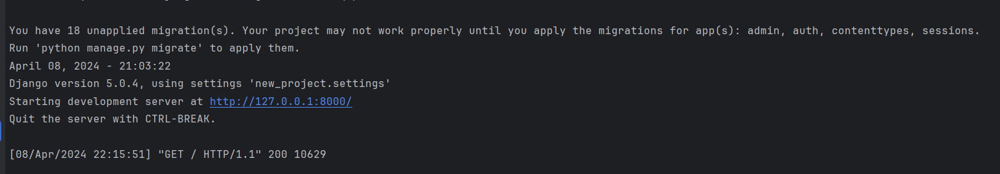 You have 18 unapplied migration(s). Your project may not work properly until you apply the migrations for app(s): admin, auth, contenttypes, sessions.
Run 'python manage.py migrate' to apply them.
April 08, 2024 - 21:03:22
Django version 5.0.4, using settings 'new_project.settings'
Starting development server at http://127.0.0.1:8000/
Quit the server with CTRL-BREAK.
[08/Apr/2024 22:15:51] "GET / HTTP/1.1" 200 10629